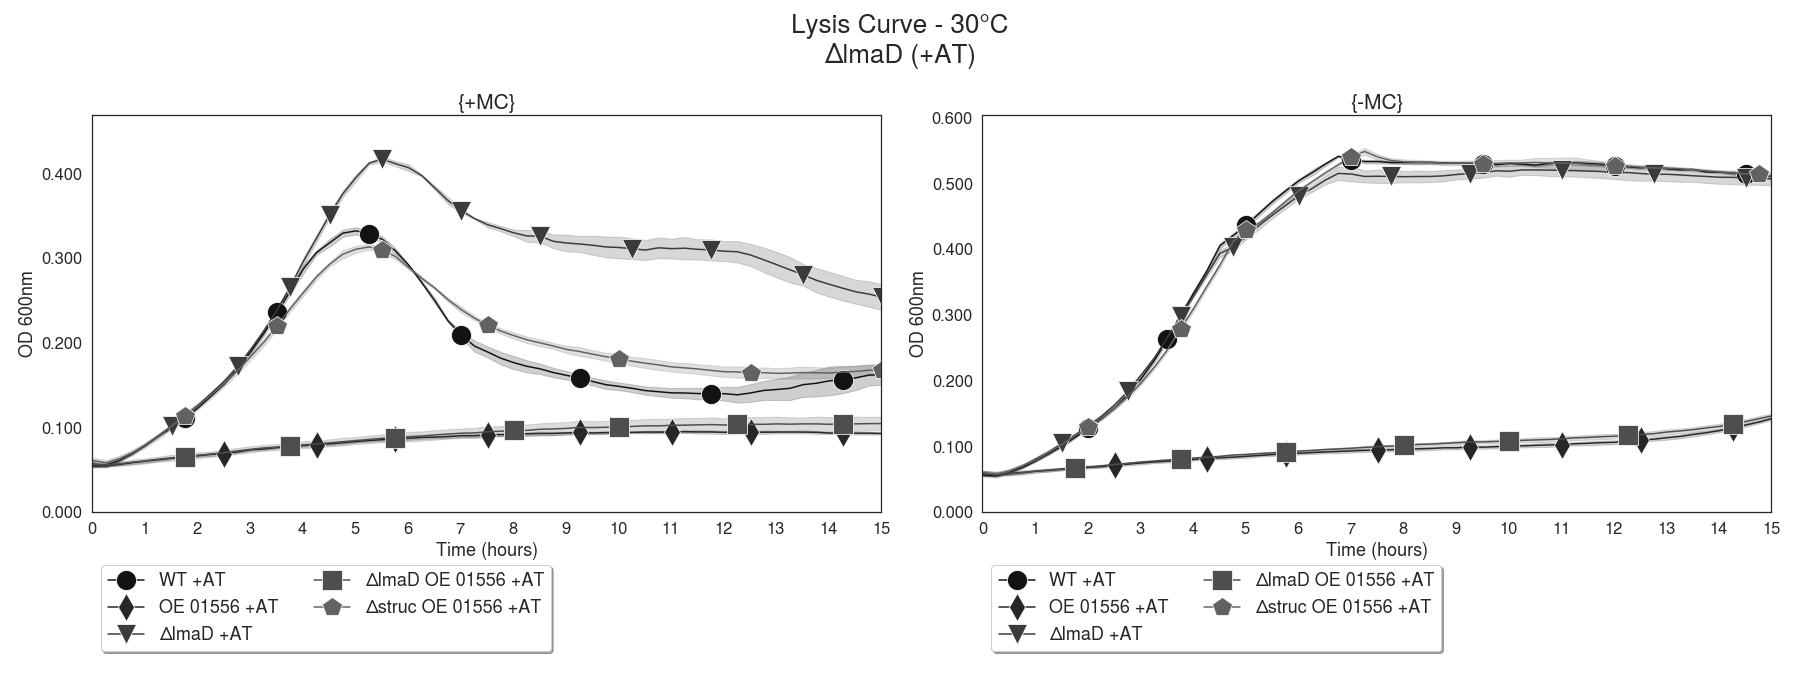 Lysis Curve - 30°C
ΔlmaD (+AT)
{+MC}
0.400
0.300
0.200
0.100
0.000
OD 600nm
0 1 2 3 4 5 6 7 8 9 10 11 12 13 14 15
Time (hours)
WT +AT
OE 01556 +AT
ΔlmaD +AT
ΔlmaD OE 01556 +AT
Δstruc OE 01556 +AT
{-MC}
0.600
0.500
0.400
0.300
0.200
0.100
0.000
OD 600nm
0 1 2 3 4 5 6 7 8 9 10 11 12 13 14 15
Time (hours)
WT +AT
OE 01556 +AT
ΔlmaD +AT
ΔlmaD OE 01556 +AT
Δstruc OE 01556 +AT